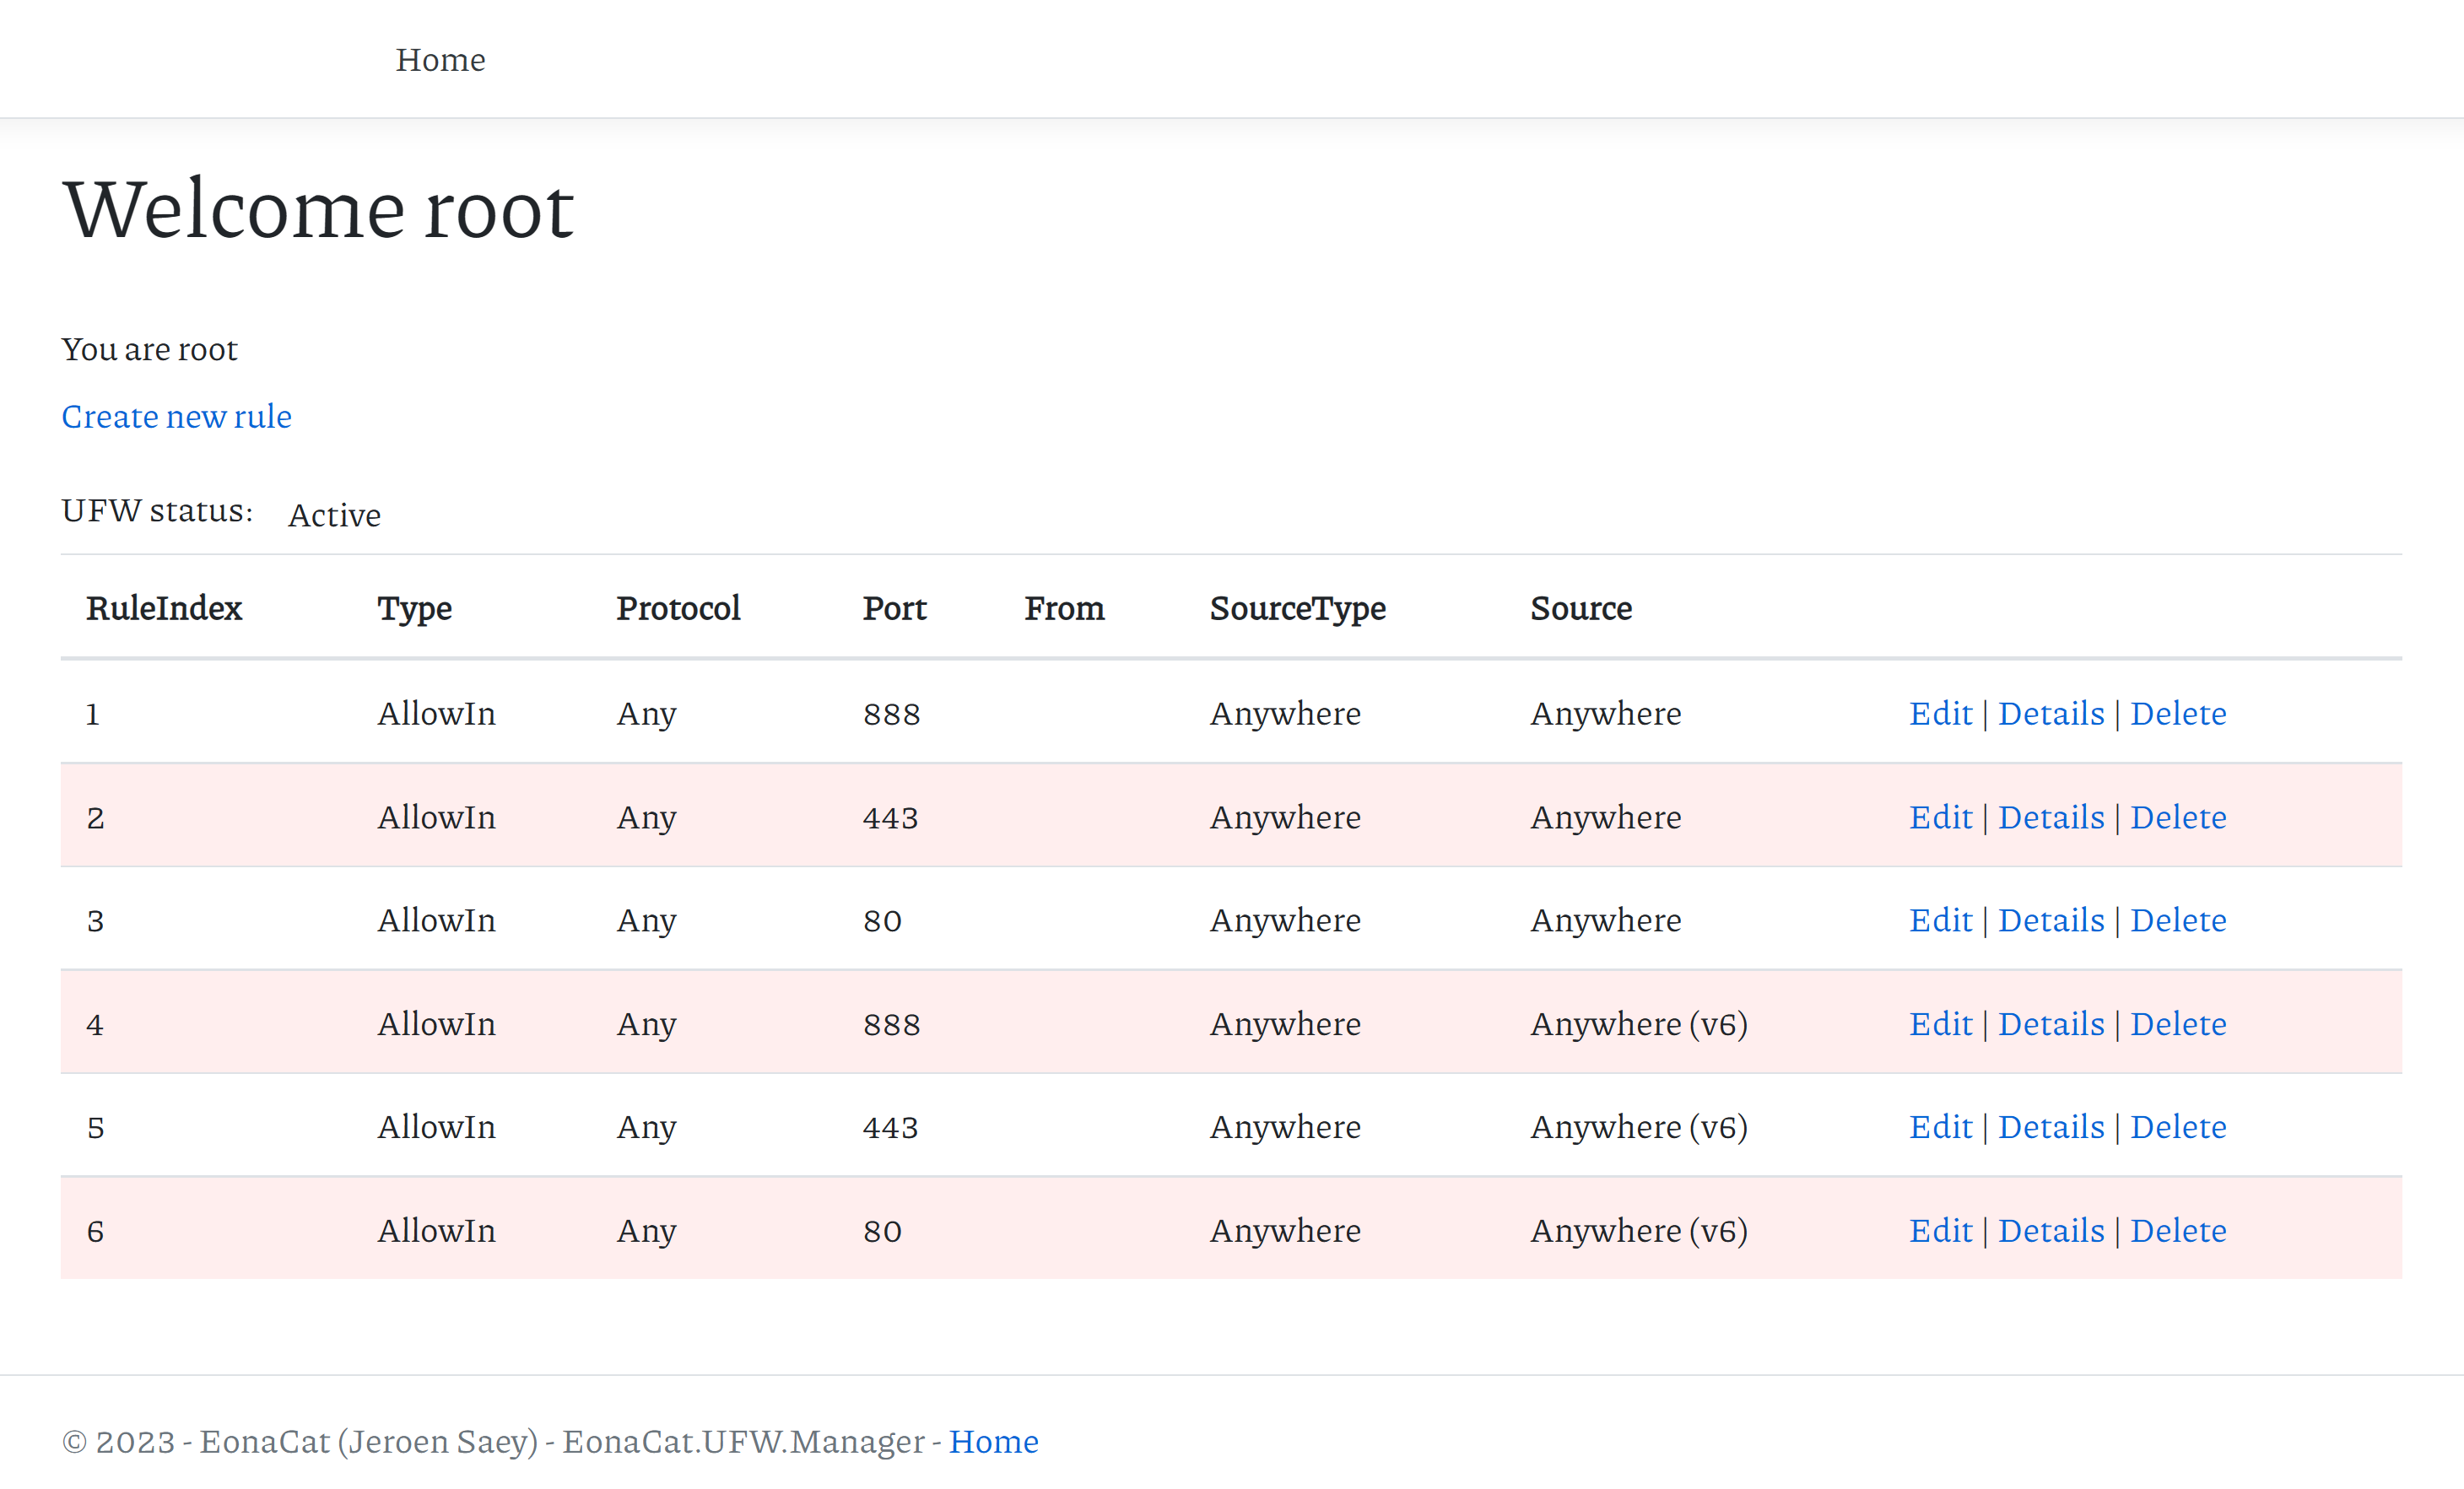 Home
Welcome root
You are root
Create new rule
UFW status: Active
RuleIndex Type Protocol Port From SourceType Source
1 AllowIn Any 888 Anywhere Anywhere Edit | Details | Delete
2 AllowIn Any 443 Anywhere Anywhere Edit | Details | Delete
3 AllowIn Any 80 Anywhere Anywhere Edit | Details | Delete
4 AllowIn Any 888 Anywhere Anywhere (v6) Edit | Details | Delete
5 AllowIn Any 443 Anywhere Anywhere (v6) Edit | Details | Delete
6 AllowIn Any 80 Anywhere Anywhere (v6) Edit | Details | Delete
© 2023 - EonaCat (Jeroen Saey) - EonaCat.UFW.Manager - Home